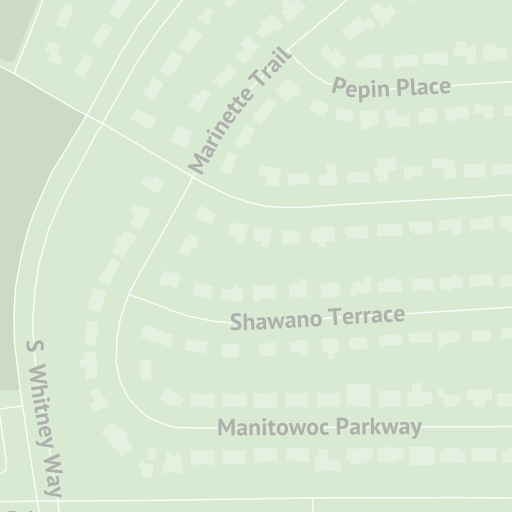 Marinette Trail
Pepin Place
Shawano Terrace
S Whitney Way
Manitowoc Parkway